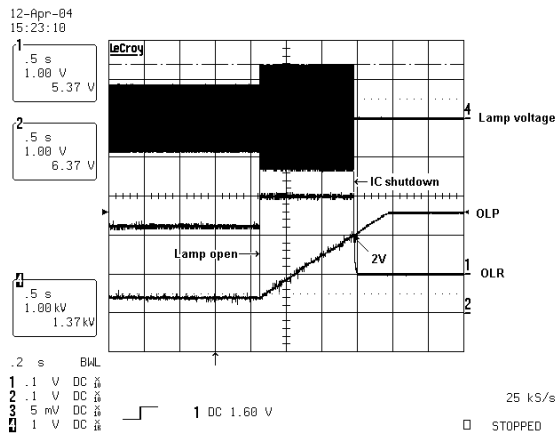 12-Apr-04
15:23:10
LeCroy
1
.5 s
1.00 V
5.37 V
2
.5 s
1.00 V
6.37 V
4
.5 s
1.00 kV
1.37 kV
4
Lamp voltage
IC shutdown
OLP
Lamp open
2V
1
OLR
2
.2 s BWL
1 .1 V DC
2 .1 V DC
3 5 mV DC
4 1 V DC
1 DC 1.60 V
25 kS/s
STOPPED